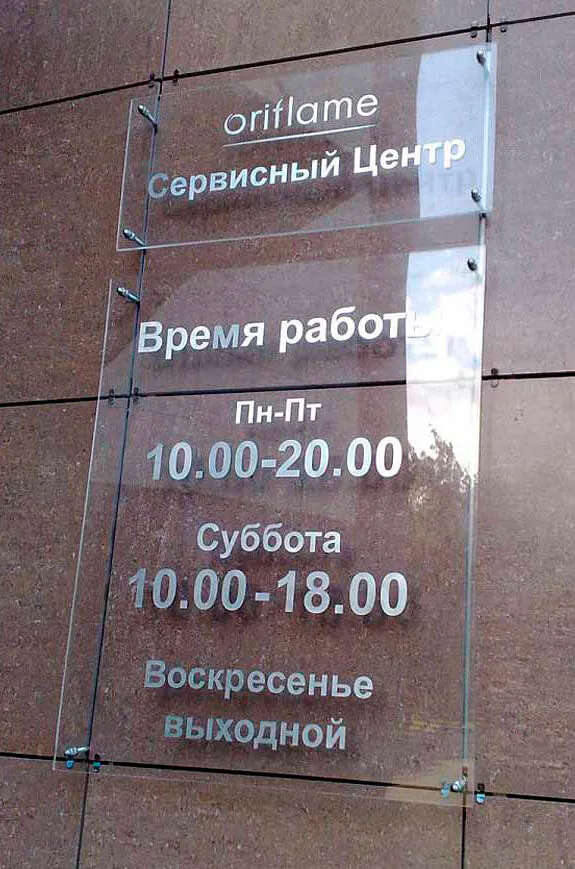 oriflame
Сервисный Центр
Время работы
Пн-Пт
10.00-20.00
Суббота
10.00-18.00
Воскресенье
выходной